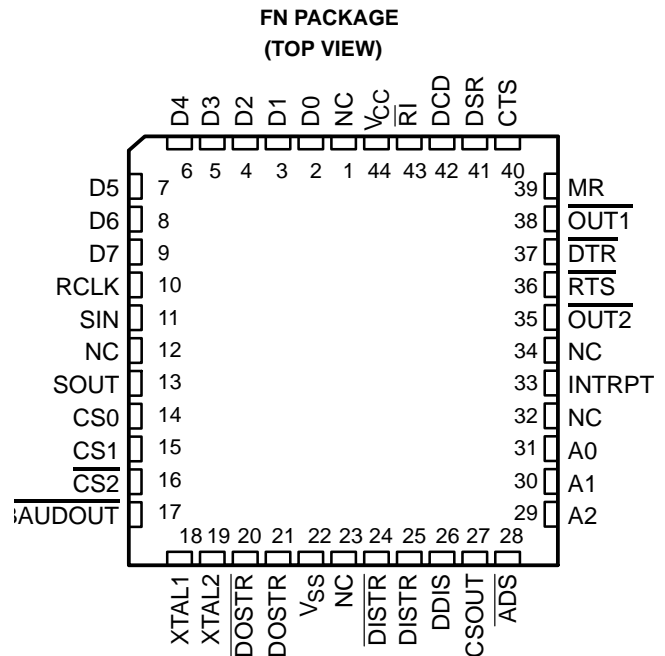 FN PACKAGE
(TOP VIEW)
D4 D3 D2 D1 D0 NC VCC RI DCD DSR CTS
6 5 4 3 2 1 44 43 42 41 40
D5 7 39 MR
D6 8 38 OUT1
D7 9 37 DTR
RCLK 10 36 RTS
SIN 11 35 OUT2
NC 12 34 NC
SOUT 13 33 INTRPT
CS0 14 32 NC
CS1 15 31 A0
CS2 16 30 A1
BAUDOUT 17 29 A2
18 19 20 21 22 23 24 25 26 27 28
XTAL1 XTAL2 DOSTR DOSTR VSS NC DISTR DISTR DDIS CSOUT ADS